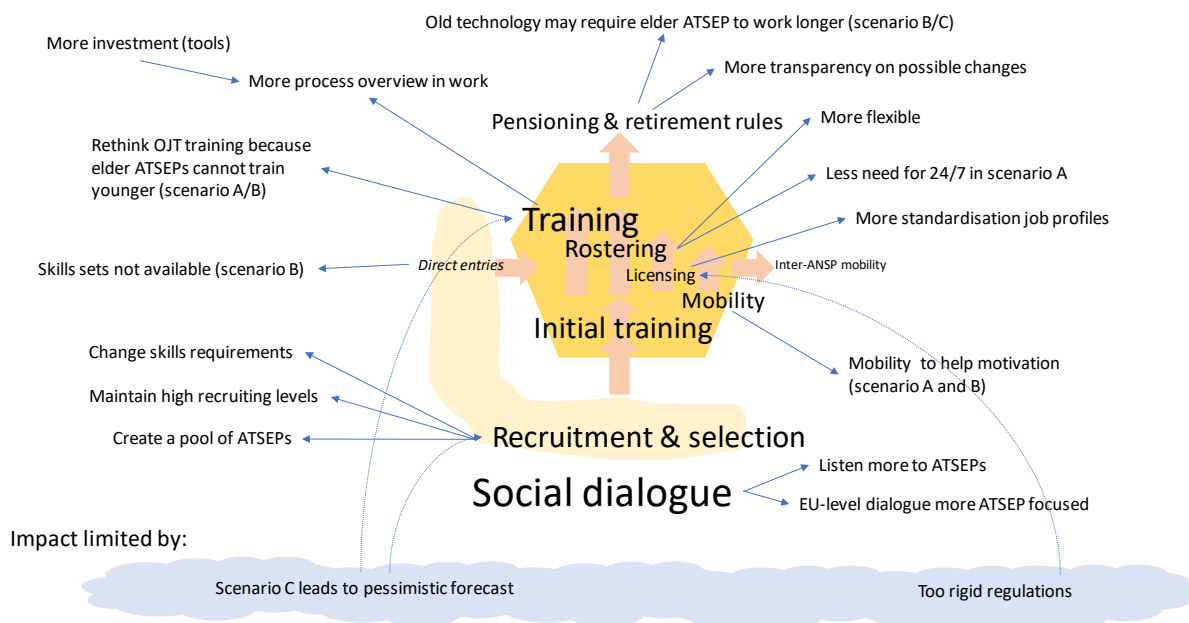 Old technology may require elder ATSEP to work longer (scenario B/C)
More investment (tools)
More transparency on possible changes
More process overview in work
Pensioning & retirement rules
More flexible
Rethink OJT training because
elder ATSEPs cannot train
younger (scenario A/B)
Less need for 24/7 in scenario A
Training
More standardisation job profiles
Rostering
Skills sets not available (scenario B)
Direct entries
Licensing
Inter-ANSP mobility
Mobility
Initial training
Change skills requirements
Mobility  to help motivation
(scenario A and B)
Maintain high recruiting levels
Create a pool of ATSEPs
Recruitment & selection
Listen more to ATSEPs
Social dialogue
EU-level dialogue more ATSEP focused
Impact limited by:
Scenario C leads to pessimistic forecast
Too rigid regulations